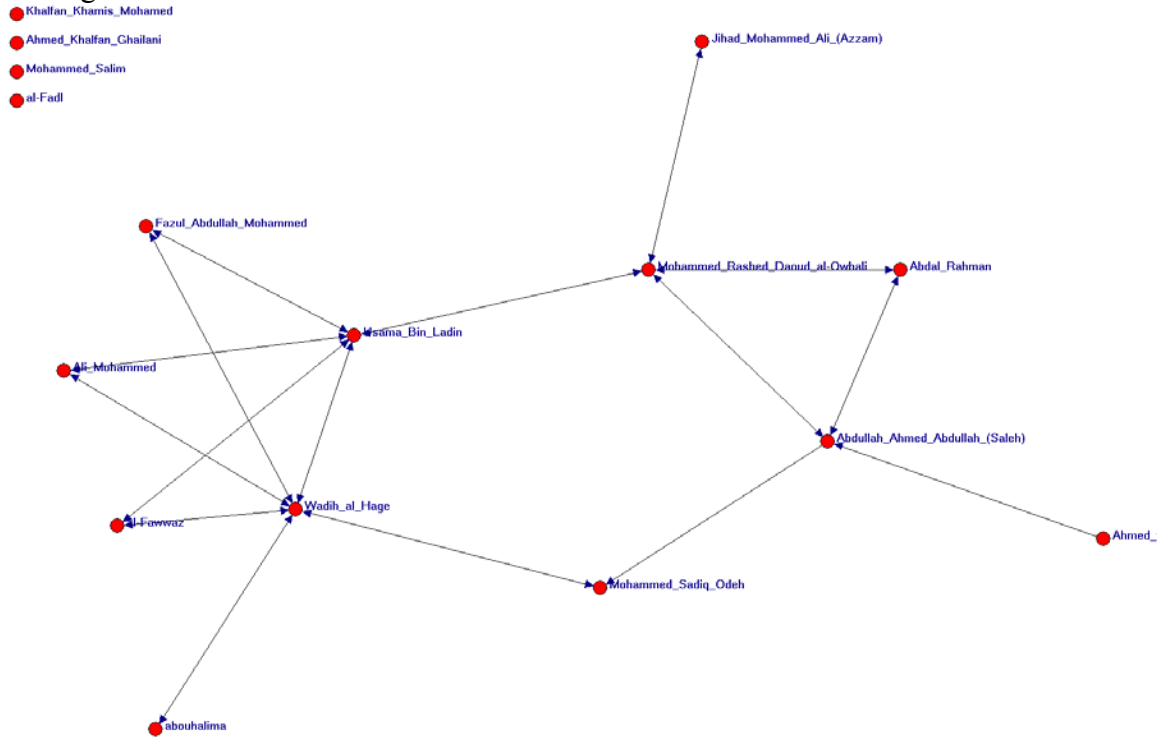 Khalfan_Khamis_Mohamed
Ahmed_Khalfan_Ghailani
Mohammed_Salim
al-Fadl
Jihad_Mohammed_Ali_(Azzam)
Fazul_Abdullah_Mohammed
Mohammed_Rashed_Daoud_al-Owhali
Abdal_Rahman
Usama_Bin_Ladin
Ali_Mohammed
Abdullah_Ahmed_Abdullah_(Saleh)
Wadih_al_Hage
al-Fawwaz
Ahmed_
Mohammed_Sadiq_Odeh
abouhalima